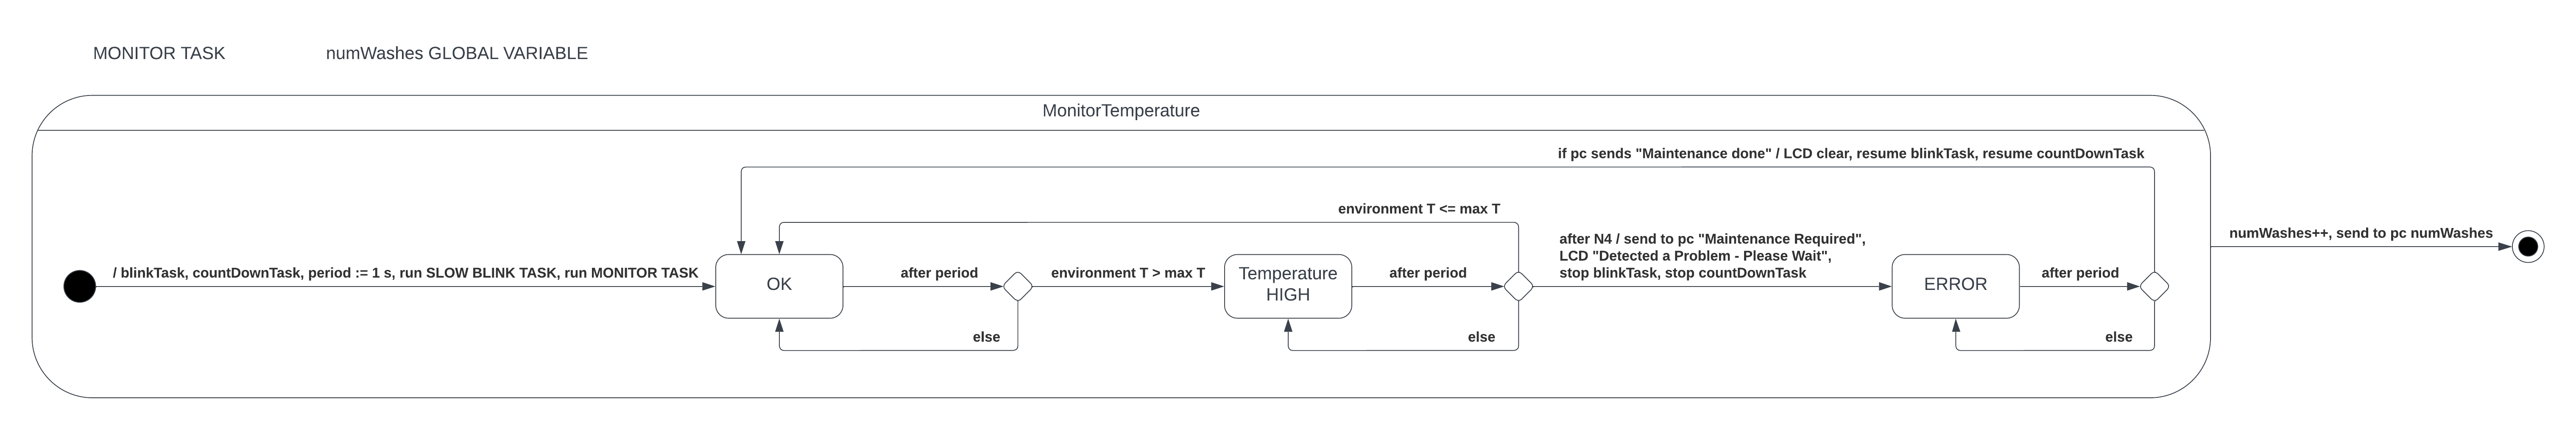 MONITOR TASK
numWashes GLOBAL VARIABLE
MonitorTemperature
if pc sends "Maintenance done" / LCD clear, resume blinkTask, resume countDownTask
environment T <= max T
/ blinkTask, countDownTask, period := 1 s, run SLOW BLINK TASK, run MONITOR TASK
OK
after period
environment T > max T
else
Temperature
HIGH
after period
else
after N4 / send to pc "Maintenance Required",
LCD "Detected a Problem - Please Wait",
stop blinkTask, stop countDownTask
ERROR
after period
else
numWashes++, send to pc numWashes